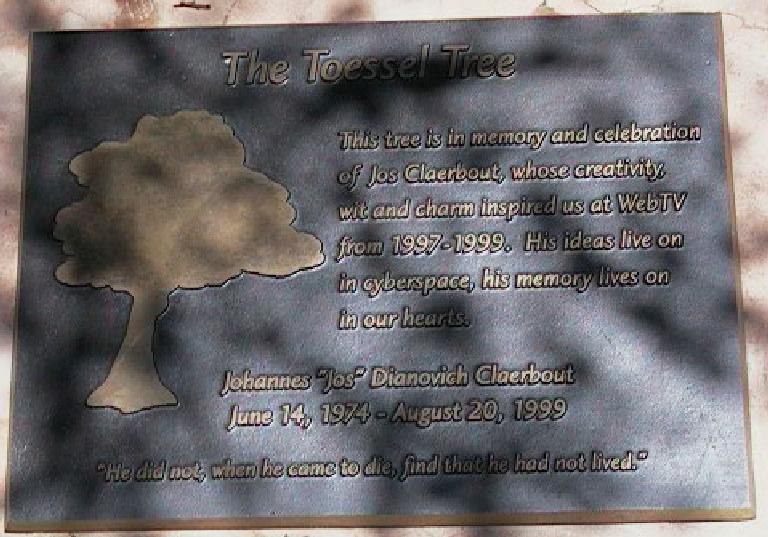 The Toessel Tree
This tree is in memory and celebration
of Jos Claerbout, whose creativity,
wit and charm inspired us at WebTV
from 1997-1999. His ideas live on
in cyberspace, his memory lives on
in our hearts.
Johannes "Jos" Dianovich Claerbout
June 14, 1974 - August 20, 1999
"He did not, when he came to die, find that he had not lived."